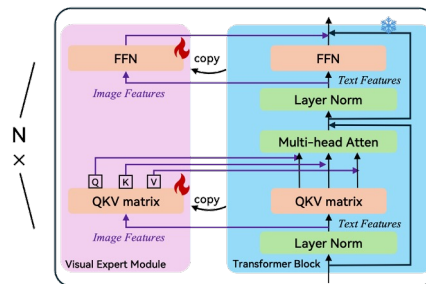 FFN
copy
FFN
Image Features
Text Features
Layer Norm
N
×
Multi-head Atten
Q
K
V
QKV matrix
copy
QKV matrix
Image Features
Text Features
Layer Norm
Visual Expert Module
Transformer Block